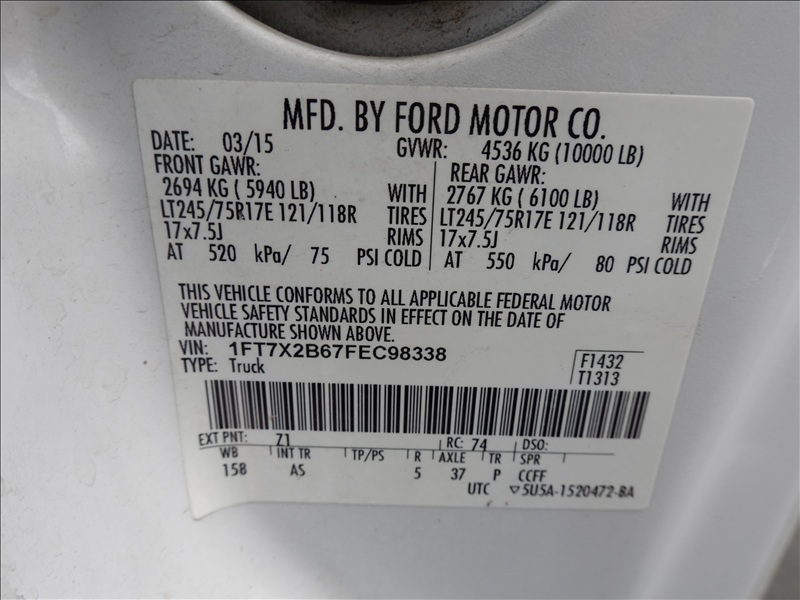 MFD. BY FORD MOTOR CO.
DATE: 03/15 GVWR: 4536 KG (10000 LB)
FRONT GAWR: REAR GAWR:
2694 KG ( 5940 LB) WITH 2767 KG ( 6100 LB) WITH
LT245/75R17E 121/118R TIRES LT245/75R17E 121/118R TIRES
17x7.5J RIMS 17x7.5J RIMS
AT 520 kPa/ 75 PSI COLD AT 550 kPa/ 80 PSI COLD
THIS VEHICLE CONFORMS TO ALL APPLICABLE FEDERAL MOTOR
VEHICLE SAFETY STANDARDS IN EFFECT ON THE DATE OF
MANUFACTURE SHOWN ABOVE.
VIN: 1FT7X2B67FEC98338 F1432
TYPE: Truck T1313
EXT PNT: Z1 RC: 74 DSO:
WB INT TR TP/PS R AXLE TR SPR
158 AS 5 37 P CCFF
UTC ▽5U5A-1520472-BA